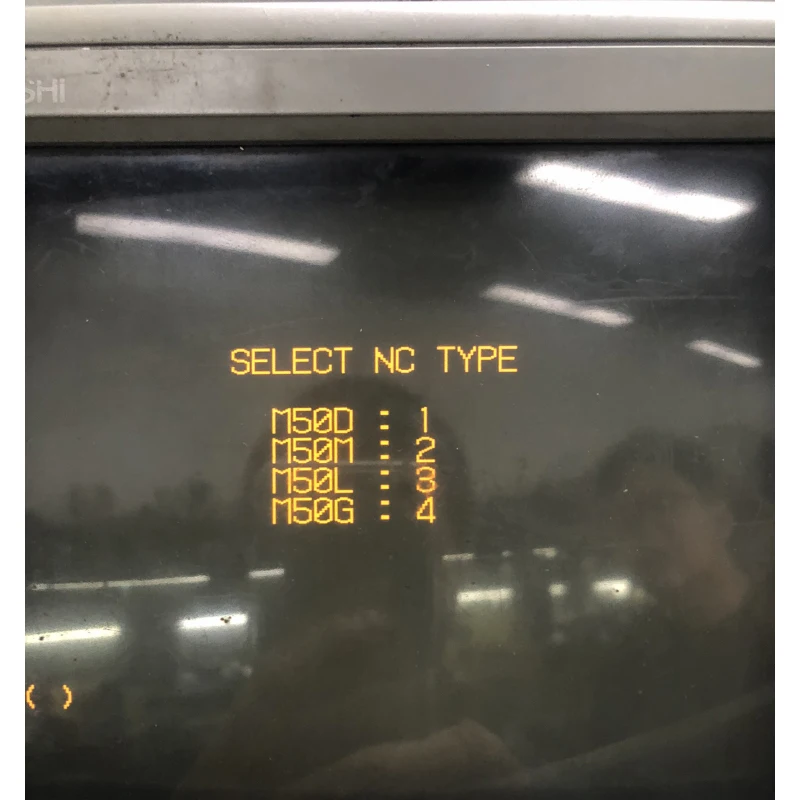 SHI
SELECT NC TYPE
M50D : 1
M50M : 2
M50L : 3
M50G : 4
( )